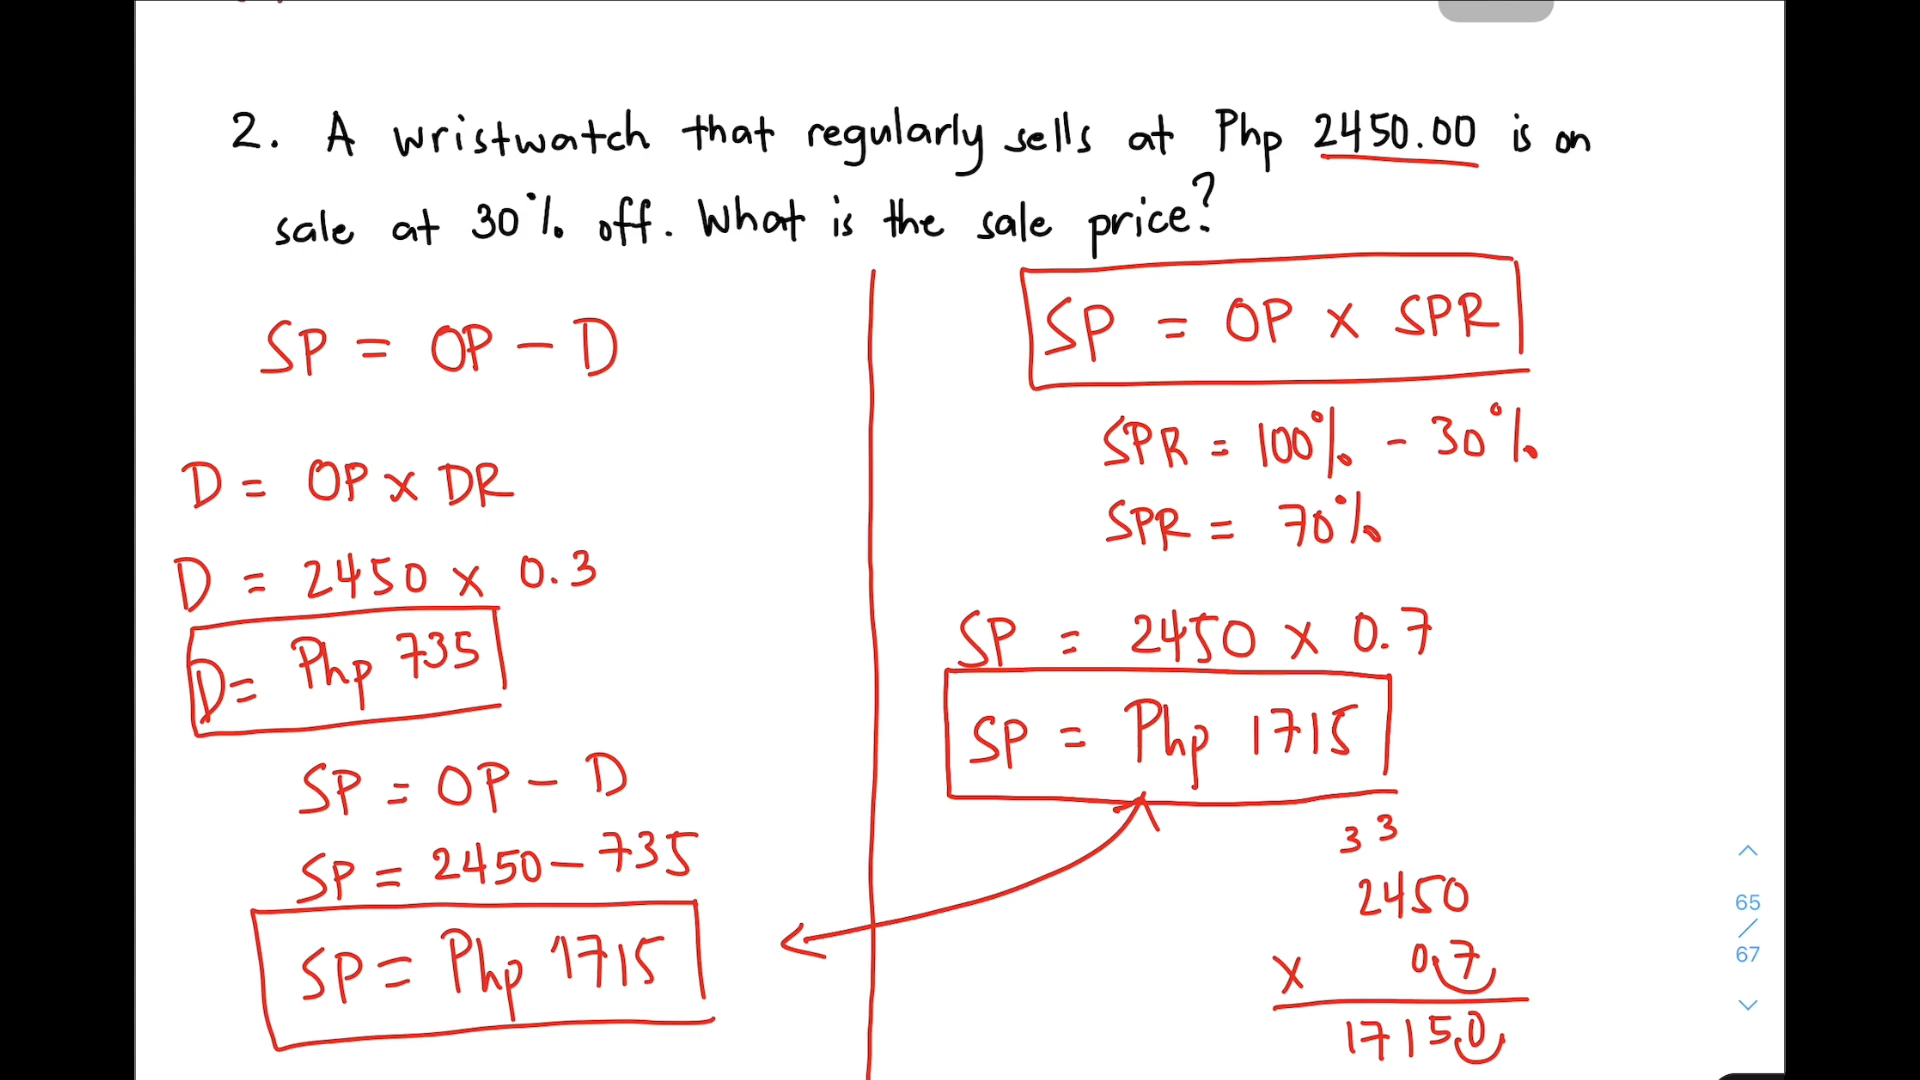 2. A wristwatch that regularly sells at Php 2450.00 is on
sale at 30% off. What is the sale price?
SP = OP - D
D = OP x DR
D = 2450 x 0.3
D = Php 735
SP = OP - D
SP = 2450 - 735
SP = Php 1715
SP = OP x SPR
SPR = 100% - 30%
SPR = 70%
SP = 2450 x 0.7
SP = Php 1715
3 3
2450
x 0.7
17150
65
/
67